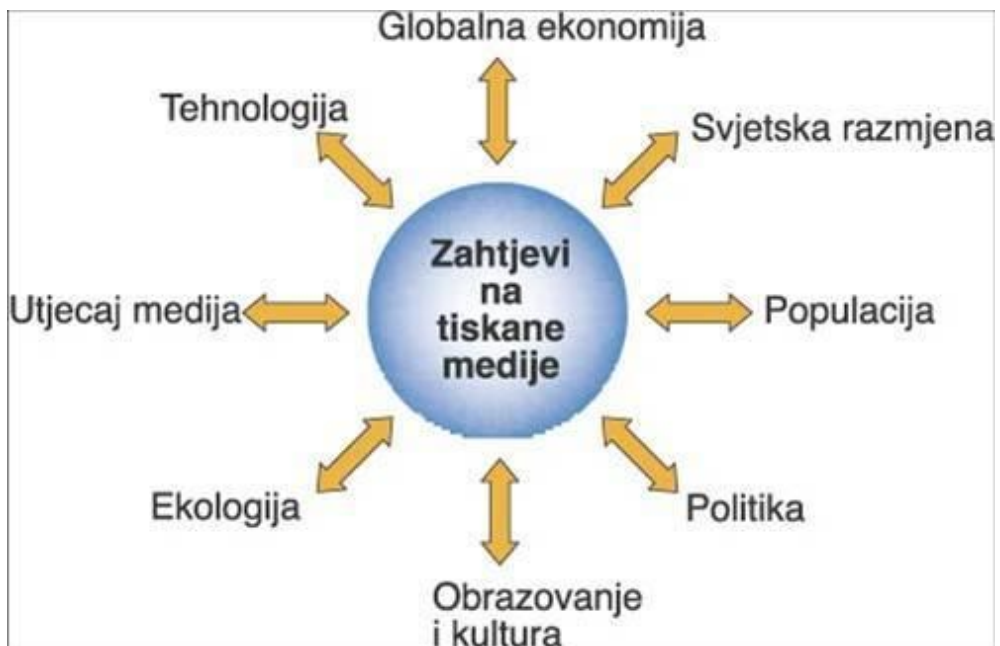 Globalna ekonomija
Tehnologija
Svjetska razmjena
Zahtjevi
na
tiskane
medije
Utjecaj medija
Populacija
Ekologija
Politika
Obrazovanje
i kultura